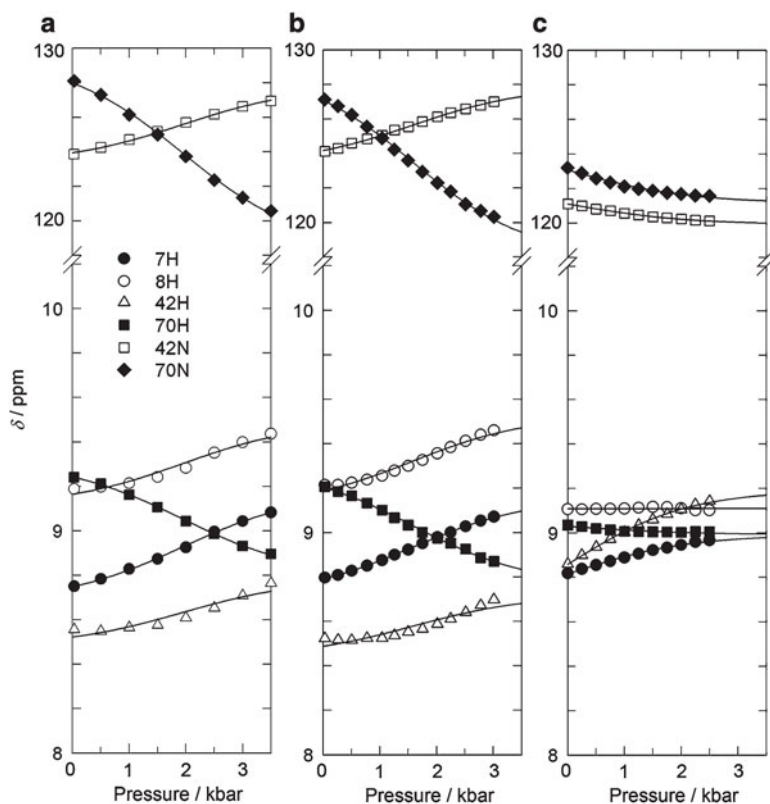 a b c
130 130 130
120 120 120
7H
8H
42H
70H
42N
70N
10 10 10
δ / ppm
9 9 9
8 8 8
0 1 2 3 0 1 2 3 0 1 2 3
Pressure / kbar Pressure / kbar Pressure / kbar